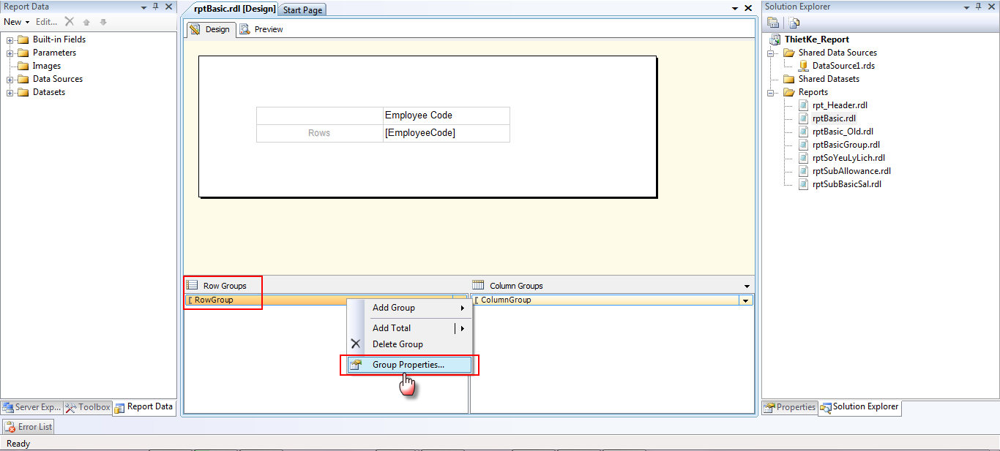 Report Data
New Edit...
Built-in Fields
Parameters
Images
Data Sources
Datasets
Server Exp... Toolbox Report Data
Error List
Ready
rptBasic.rdl [Design] Start Page
Design Preview
Employee Code
Rows [EmployeeCode]
Row Groups
[ RowGroup
Column Groups
[ ColumnGroup
Add Group
Add Total
Delete Group
Group Properties...
Solution Explorer
ThietKe_Report
Shared Data Sources
DataSource1.rds
Shared Datasets
Reports
rpt_Header.rdl
rptBasic.rdl
rptBasic_Old.rdl
rptBasicGroup.rdl
rptSoYeuLyLich.rdl
rptSubAllowance.rdl
rptSubBasicSal.rdl
Properties Solution Explorer